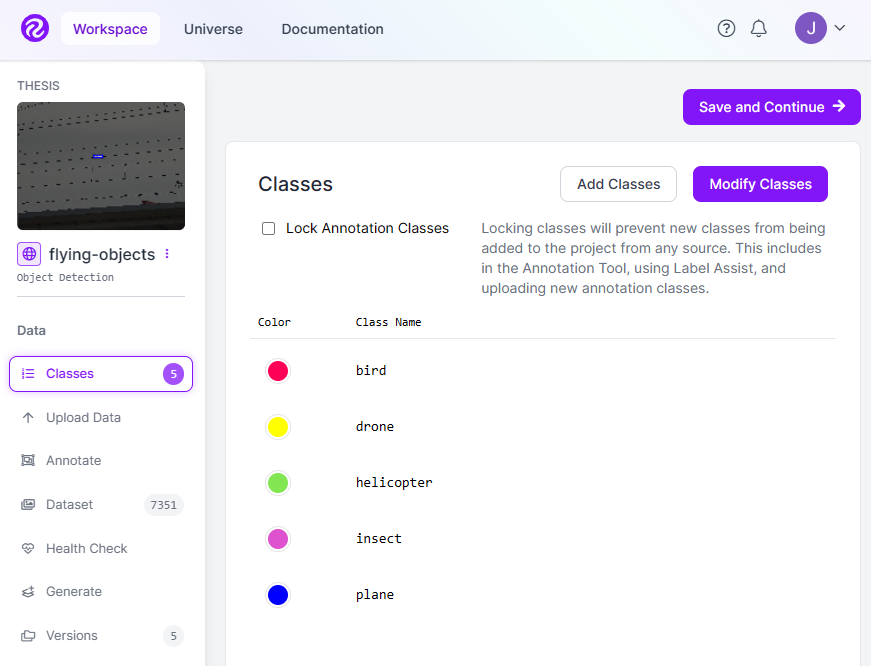 Workspace
Universe
Documentation
J
THESIS
Save and Continue
Classes
Add Classes
Modify Classes
Lock Annotation Classes
Locking classes will prevent new classes from being
added to the project from any source. This includes
in the Annotation Tool, using Label Assist, and
uploading new annotation classes.
flying-objects
Object Detection
Data
Classes 5
Upload Data
Annotate
Dataset 7351
Health Check
Generate
Versions 5
Color Class Name
bird
drone
helicopter
insect
plane